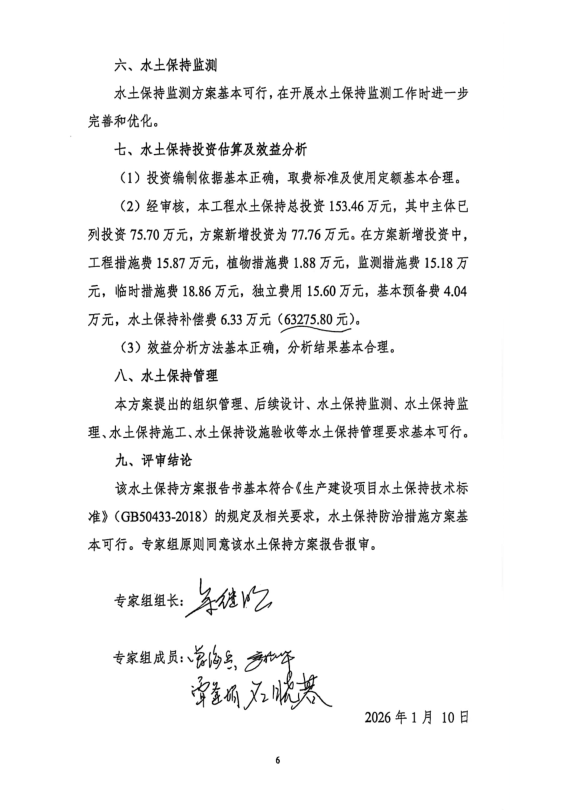 六、水土保持监测
水土保持监测方案基本可行，在开展水土保持监测工作时进一步
完善和优化。
七、水土保持投资估算及效益分析
（1）投资编制依据基本正确，取费标准及使用定额基本合理。
（2）经审核，本工程水土保持总投资 153.46 万元，其中主体已
列投资 75.70 万元，方案新增投资为 77.76 万元。在方案新增投资中，
工程措施费 15.87 万元，植物措施费 1.88 万元，监测措施费 15.18 万
元，临时措施费 18.86 万元，独立费用 15.60 万元，基本预备费 4.04
万元，水土保持补偿费 6.33 万元（63275.80 元）。
（3）效益分析方法基本正确，分析结果基本合理。
八、水土保持管理
本方案提出的组织管理、后续设计、水土保持监测、水土保持监
理、水土保持施工、水土保持设施验收等水土保持管理要求基本可行。
九、评审结论
该水土保持方案报告书基本符合《生产建设项目水土保持技术标
准》（GB50433-2018）的规定及相关要求，水土保持防治措施方案基
本可行。专家组原则同意该水土保持方案报告报审。
专家组组长：
专家组成员：
2026 年 1 月 10 日
6